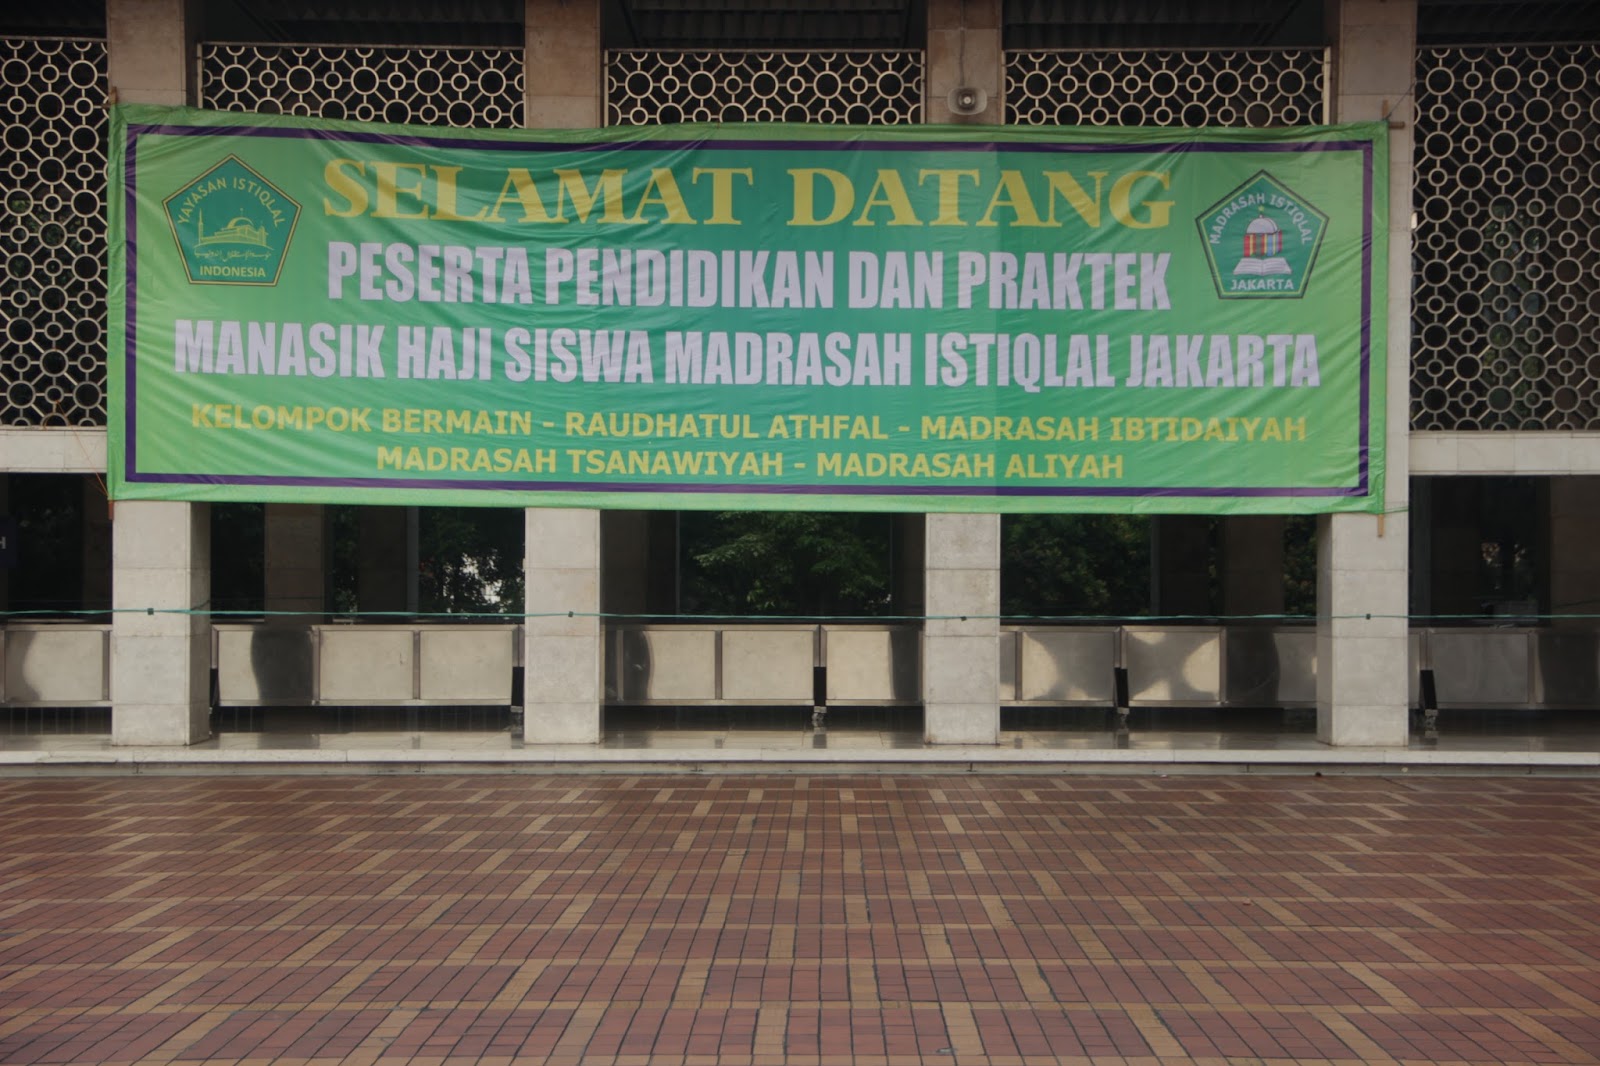 SELAMAT DATANG
PESERTA PENDIDIKAN DAN PRAKTEK
MANASIK HAJI SISWA MADRASAH ISTIQLAL JAKARTA
KELOMPOK BERMAIN - RAUDHATUL ATHFAL - MADRASAH IBTIDAIYAH
MADRASAH TSANAWIYAH - MADRASAH ALIYAH
YAYASAN ISTIQLAL
INDONESIA
MADRASAH ISTIQLAL
JAKARTA
H